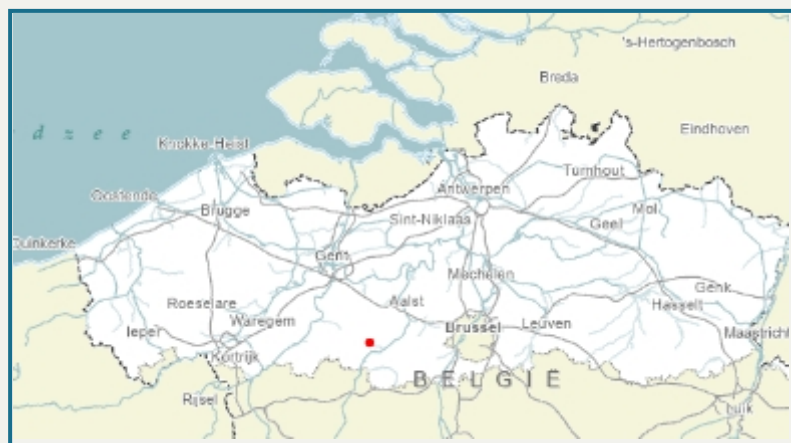 's-Hertogenbosch
Breda
dzee
Eindhoven
Knokke-Heist
Turnhout
Antwerpen
Oostende
Mol
Brugge
Sint-Niklaas
Geel
Duinkerke
Gent
Mechelen
Genk
Roeselare
Aalst
Hasselt
Waregem
Ieper
Brussel
Leuven
Maastricht
Kortrijk
BELGIË
Rijsel
Luik